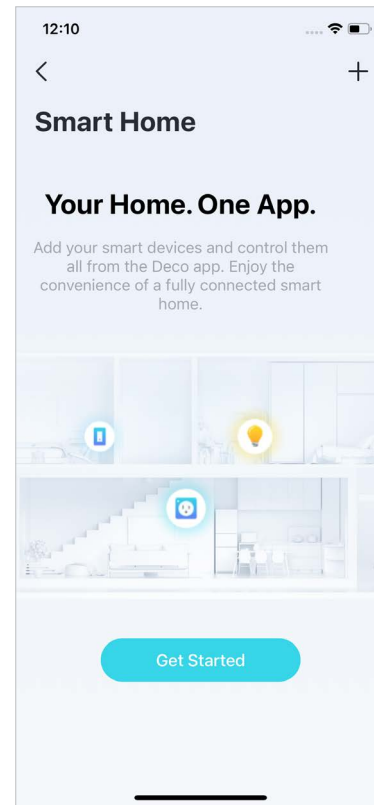 12:10
Smart Home
Your Home. One App.
Add your smart devices and control them
all from the Deco app. Enjoy the
convenience of a fully connected smart
home.
Get Started